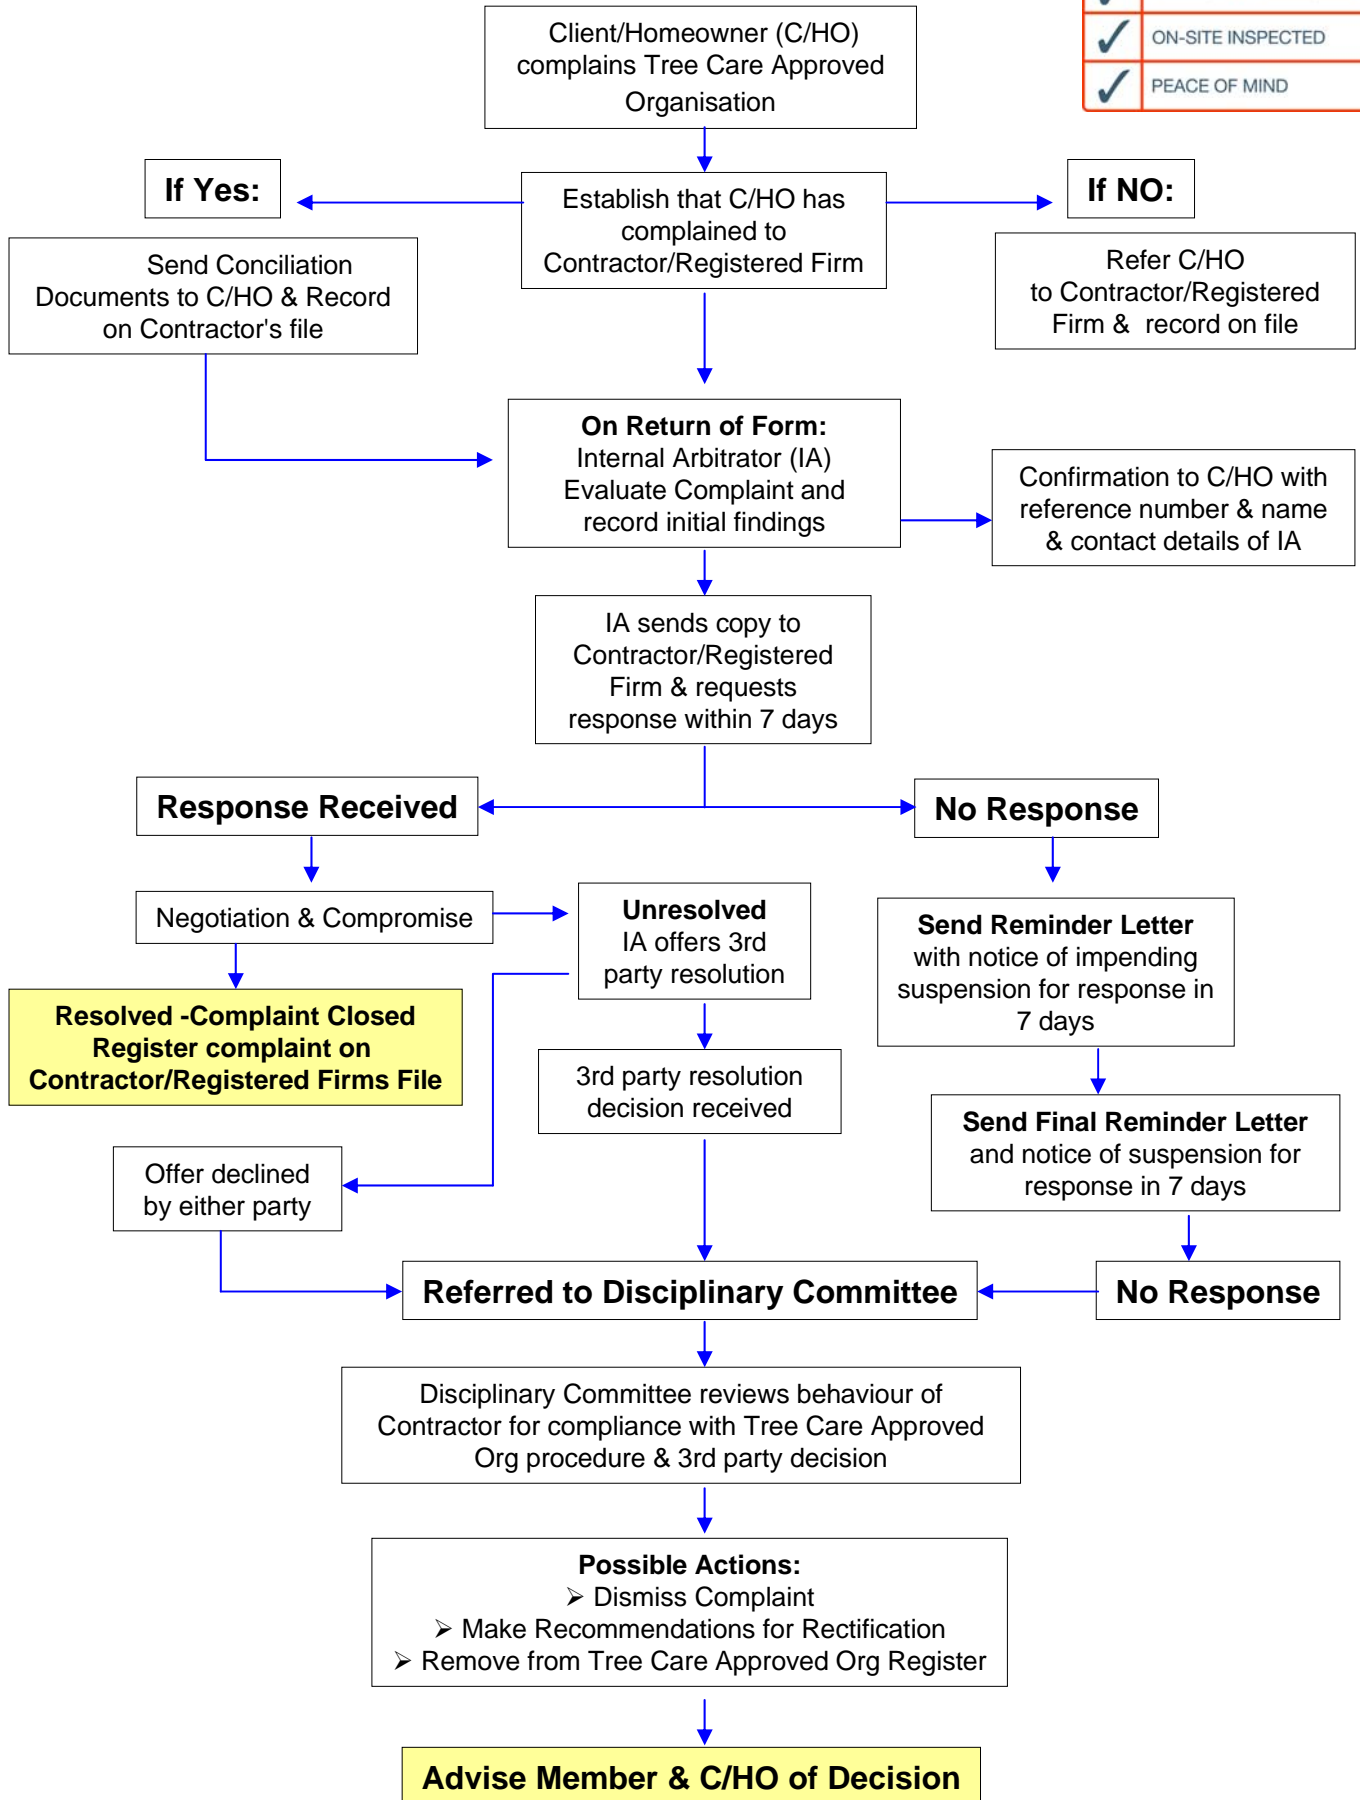 ON-SITE INSPECTED
PEACE OF MIND
Client/Homeowner (C/HO)
complains Tree Care Approved
Organisation
If Yes:
Establish that C/HO has
complained to
Contractor/Registered Firm
If NO:
Send Conciliation
Documents to C/HO & Record
on Contractor's file
Refer C/HO
to Contractor/Registered
Firm & record on file
On Return of Form:
Internal Arbitrator (IA)
Evaluate Complaint and
record initial findings
Confirmation to C/HO with
reference number & name
& contact details of IA
IA sends copy to
Contractor/Registered
Firm & requests
response within 7 days
Response Received
No Response
Negotiation & Compromise
Unresolved
IA offers 3rd
party resolution
Send Reminder Letter
with notice of impending
suspension for response in
7 days
Resolved -Complaint Closed
Register complaint on
Contractor/Registered Firms File
3rd party resolution
decision received
Send Final Reminder Letter
and notice of suspension for
response in 7 days
Offer declined
by either party
Referred to Disciplinary Committee
No Response
Disciplinary Committee reviews behaviour of
Contractor for compliance with Tree Care Approved
Org procedure & 3rd party decision
Possible Actions:
➢ Dismiss Complaint
➢ Make Recommendations for Rectification
➢ Remove from Tree Care Approved Org Register
Advise Member & C/HO of Decision